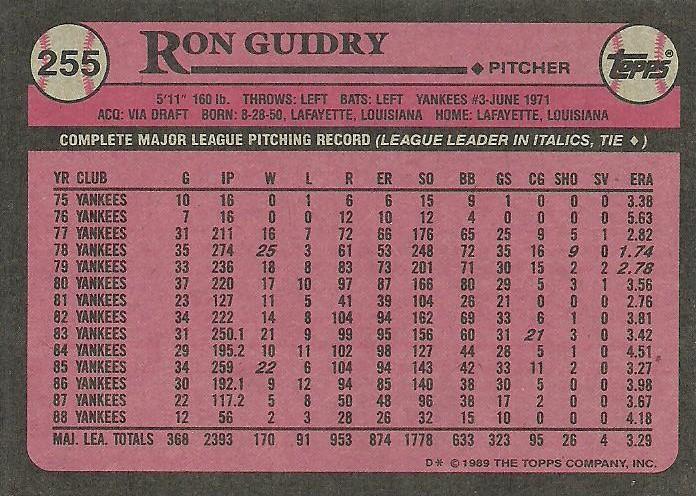 255
RON GUIDRY
◆ PITCHER
TOPPS®
5'11" 160 lb. THROWS: LEFT BATS: LEFT YANKEES #3-JUNE 1971
ACQ: VIA DRAFT BORN: 8-28-50, LAFAYETTE, LOUISIANA HOME: LAFAYETTE, LOUISIANA
COMPLETE MAJOR LEAGUE PITCHING RECORD (LEAGUE LEADER IN ITALICS, TIE ♦)
YR CLUB G IP W L R ER SO BB GS CG SHO SV ERA
75 YANKEES 10 16 0 1 6 6 15 9 1 0 0 0 3.38
76 YANKEES 7 16 0 0 12 10 12 4 0 0 0 0 5.63
77 YANKEES 31 211 16 7 72 66 176 65 25 9 5 1 2.82
78 YANKEES 35 274 25 3 61 53 248 72 35 16 9 0 1.74
79 YANKEES 33 236 18 8 83 73 201 71 30 15 2 2 2.78
80 YANKEES 37 220 17 10 97 87 166 80 29 5 3 1 3.56
81 YANKEES 23 127 11 5 41 39 104 26 21 0 0 0 2.76
82 YANKEES 34 222 14 8 104 94 162 69 33 6 1 0 3.81
83 YANKEES 31 250.1 21 9 99 95 156 60 31 21 3 0 3.42
84 YANKEES 29 195.2 10 11 102 98 127 44 28 5 1 0 4.51
85 YANKEES 34 259 22 6 104 94 143 42 33 11 2 0 3.27
86 YANKEES 30 192.1 9 12 94 85 140 38 30 5 0 0 3.98
87 YANKEES 22 117.2 5 8 50 48 96 38 17 2 0 0 3.67
88 YANKEES 12 56 2 3 28 26 32 15 10 0 0 0 4.18
MAJ. LEA. TOTALS 368 2393 170 91 953 874 1778 633 323 95 26 4 3.29
D* © 1989 THE TOPPS COMPANY, INC.